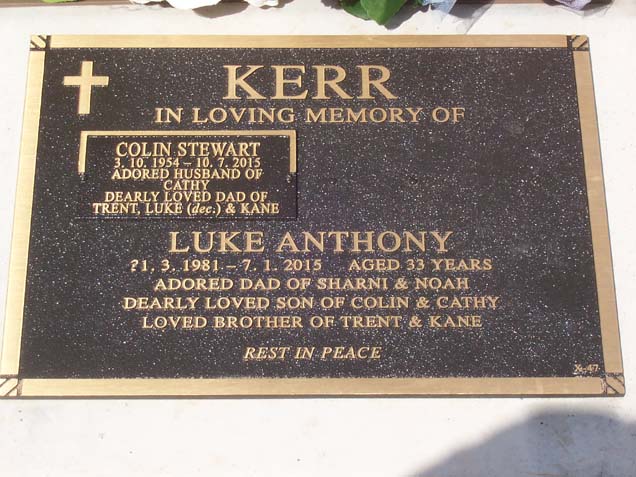 KERR
IN LOVING MEMORY OF
COLIN STEWART
3. 10. 1954 – 10. 7. 2015
ADORED HUSBAND OF
CATHY
DEARLY LOVED DAD OF
TRENT, LUKE (dec.) & KANE
LUKE ANTHONY
?1. 3. 1981 – 7. 1. 2015 AGED 33 YEARS
ADORED DAD OF SHARNI & NOAH
DEARLY LOVED SON OF COLIN & CATHY
LOVED BROTHER OF TRENT & KANE
REST IN PEACE